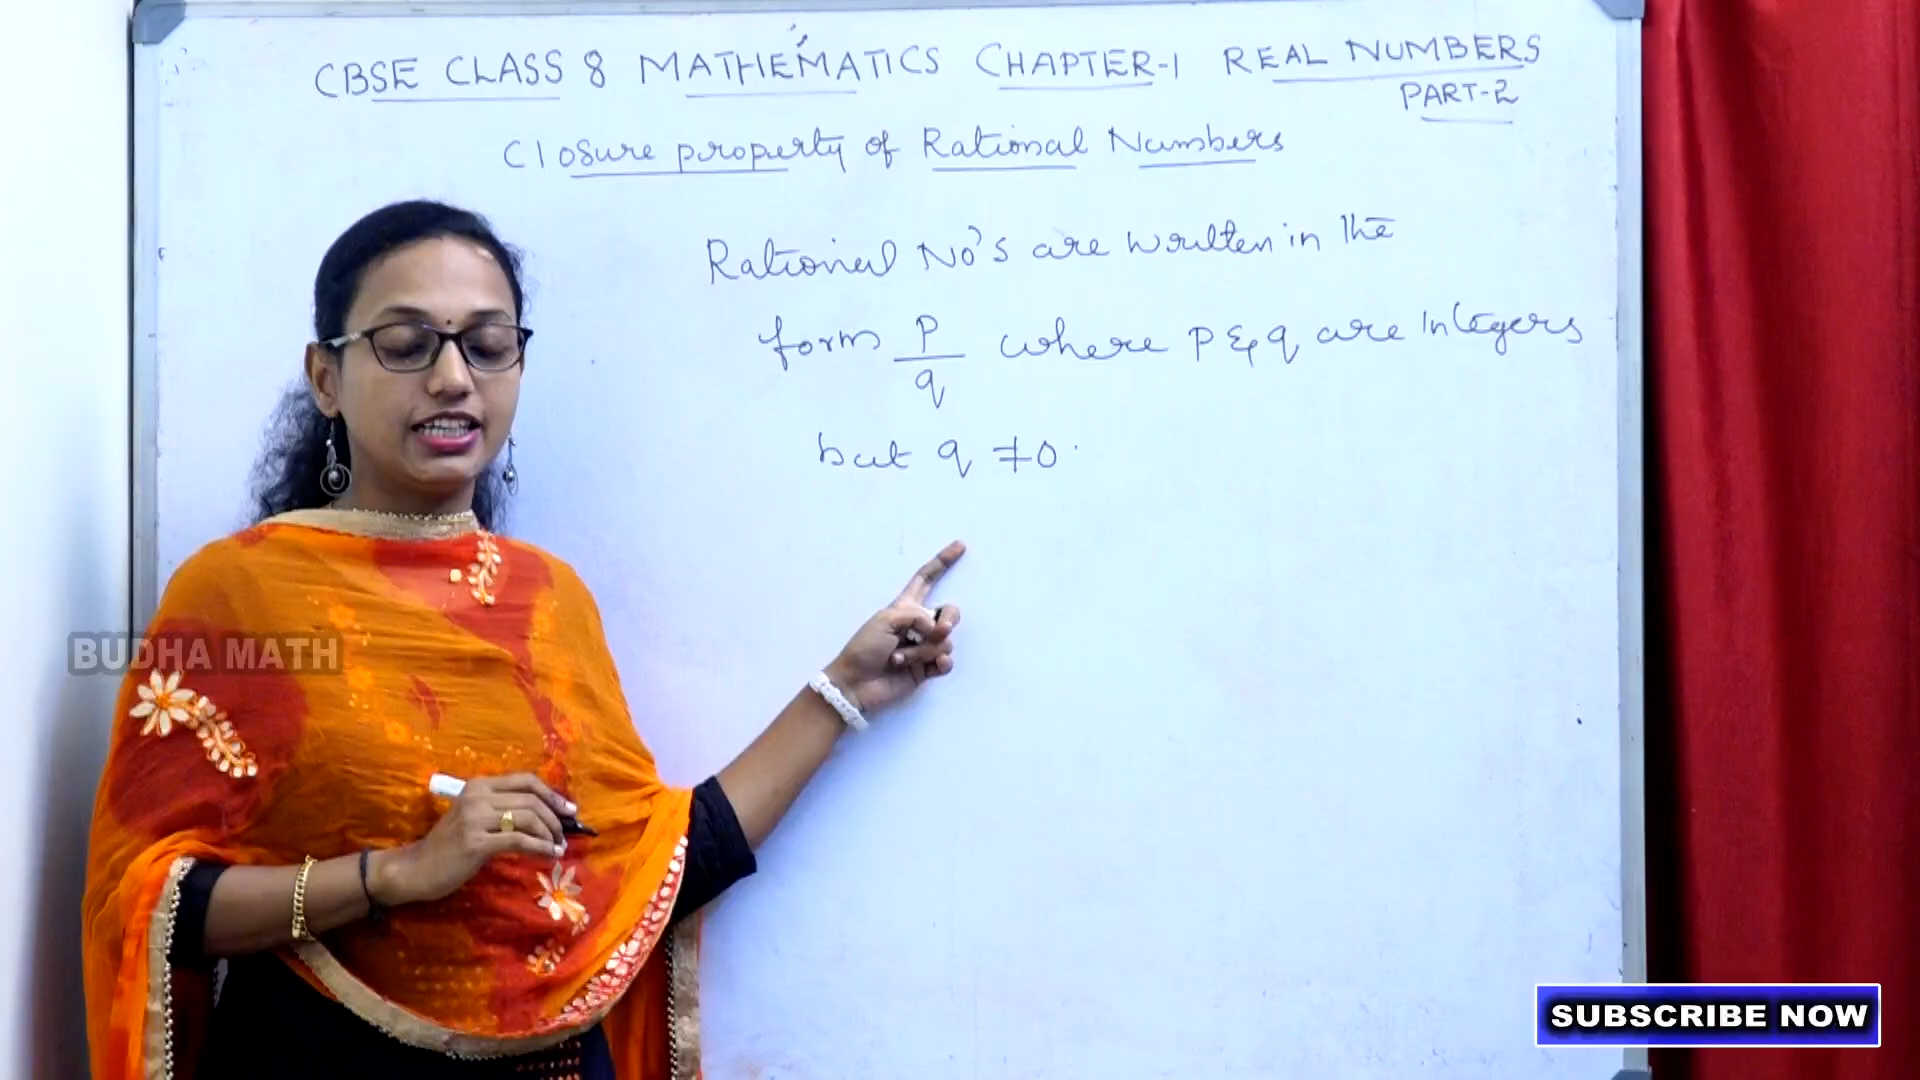 CBSE CLASS 8 MATHEMATICS CHAPTER-1 REAL NUMBERS
PART-2
Closure property of Rational Numbers
Rational No's are written in the
form P/q where P & q are Integers
but q ≠ 0.
BUDHA MATH
SUBSCRIBE NOW